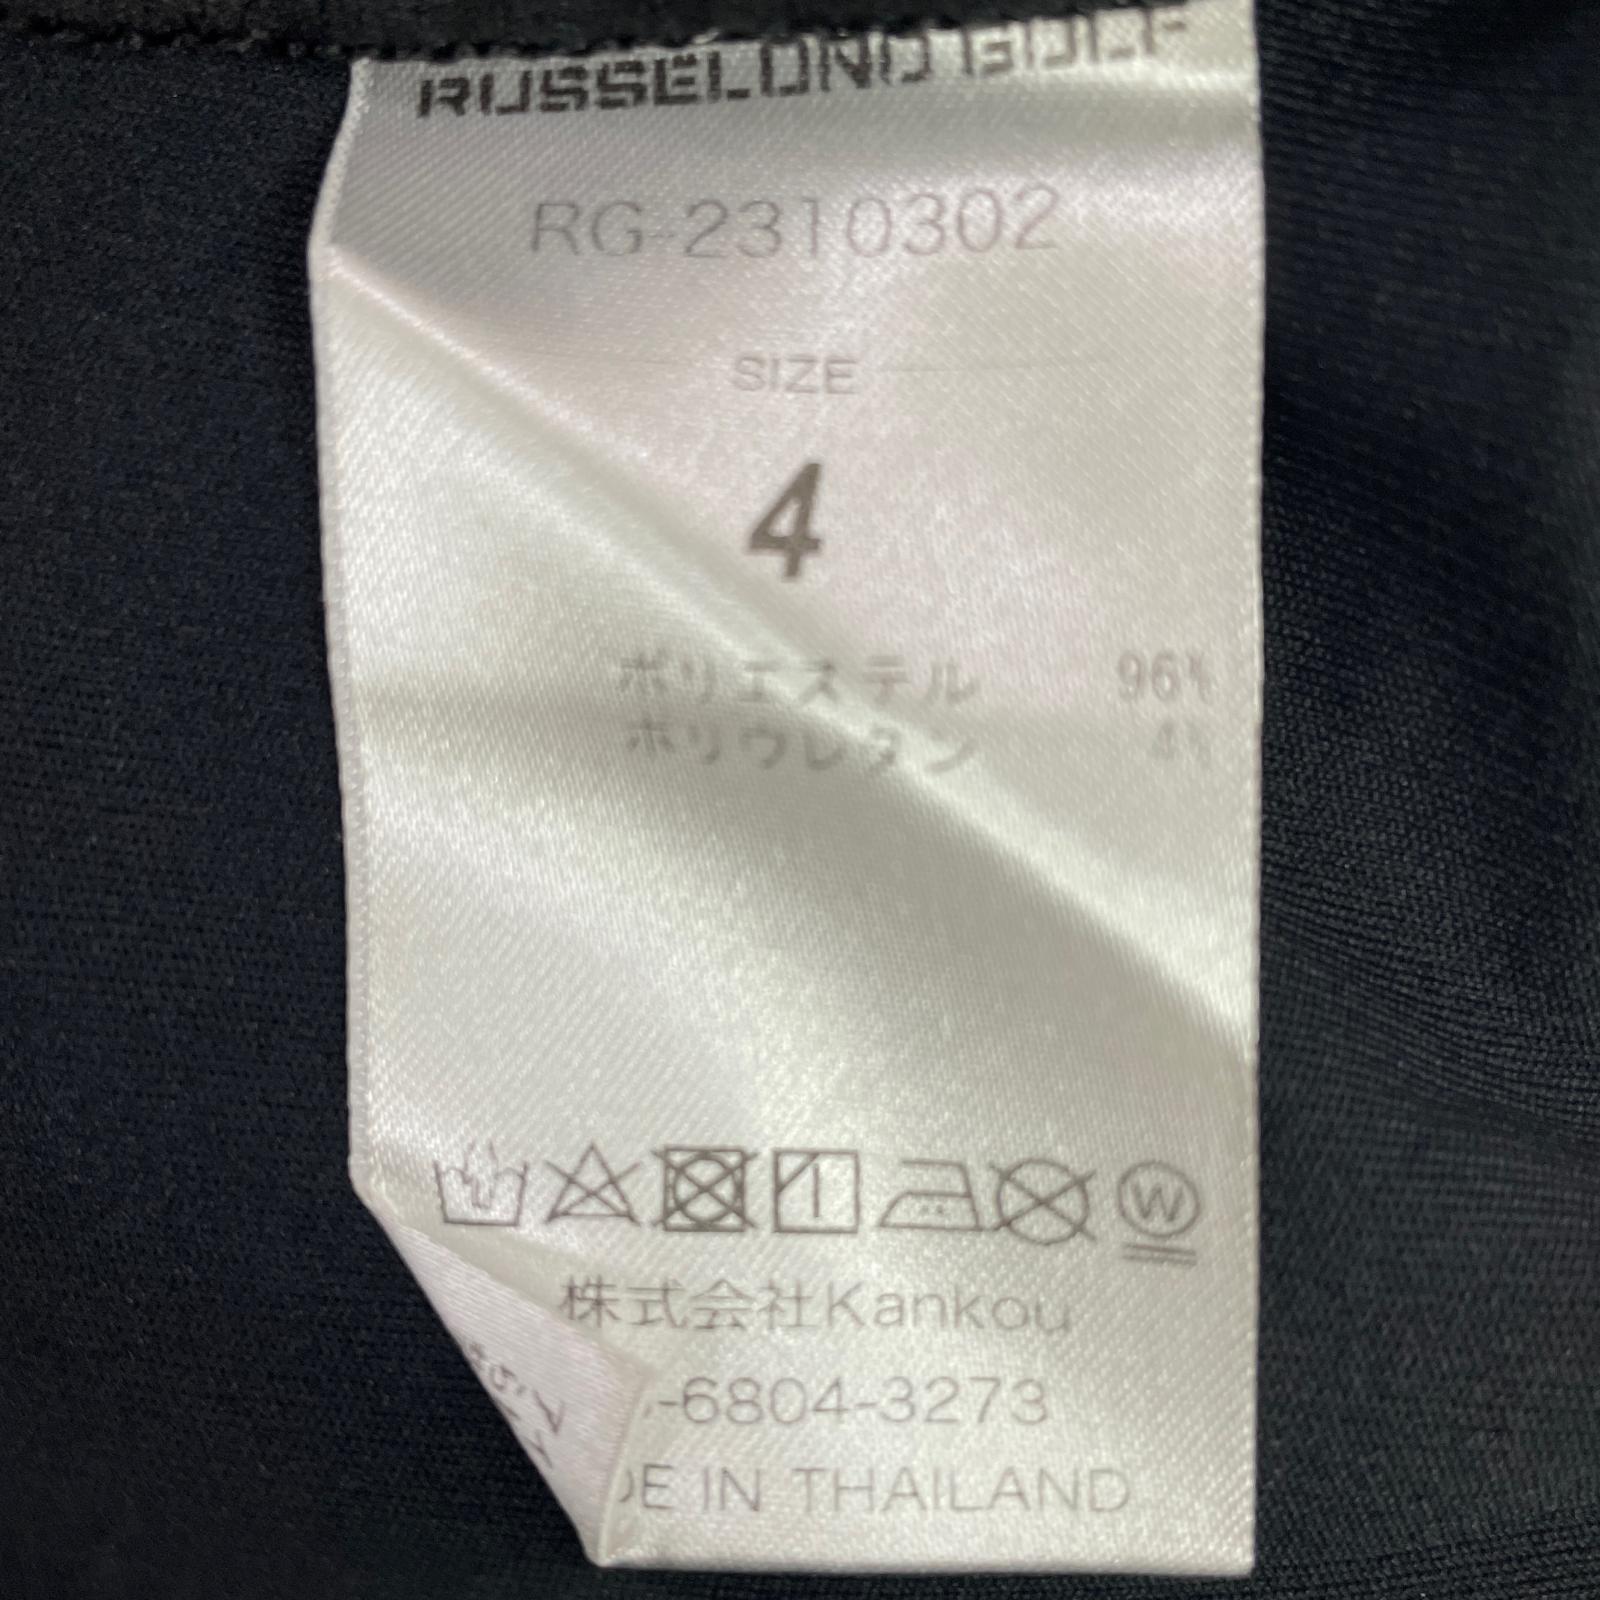 RUSSELUNO GOLF
RG-2310302
SIZE
4
ポリエステル 96%
ポリウレタン 4%
W
株式会社Kankou
-6804-3273
DE IN THAILAND